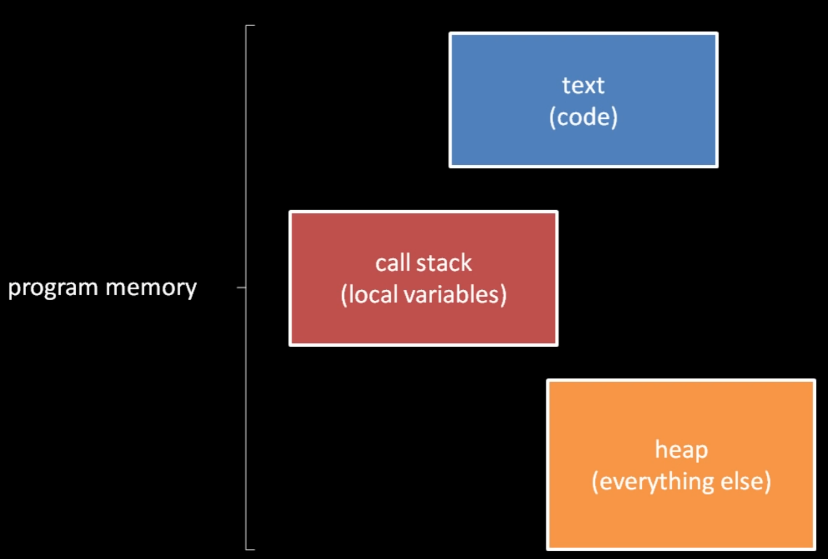 text
(code)
call stack
(local variables)
program memory
heap
(everything else)